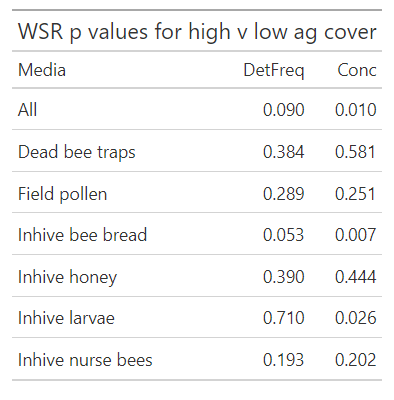 WSR p values for high v low ag cover
Media DetFreq Conc
All 0.090 0.010
Dead bee traps 0.384 0.581
Field pollen 0.289 0.251
Inhive bee bread 0.053 0.007
Inhive honey 0.390 0.444
Inhive larvae 0.710 0.026
Inhive nurse bees 0.193 0.202